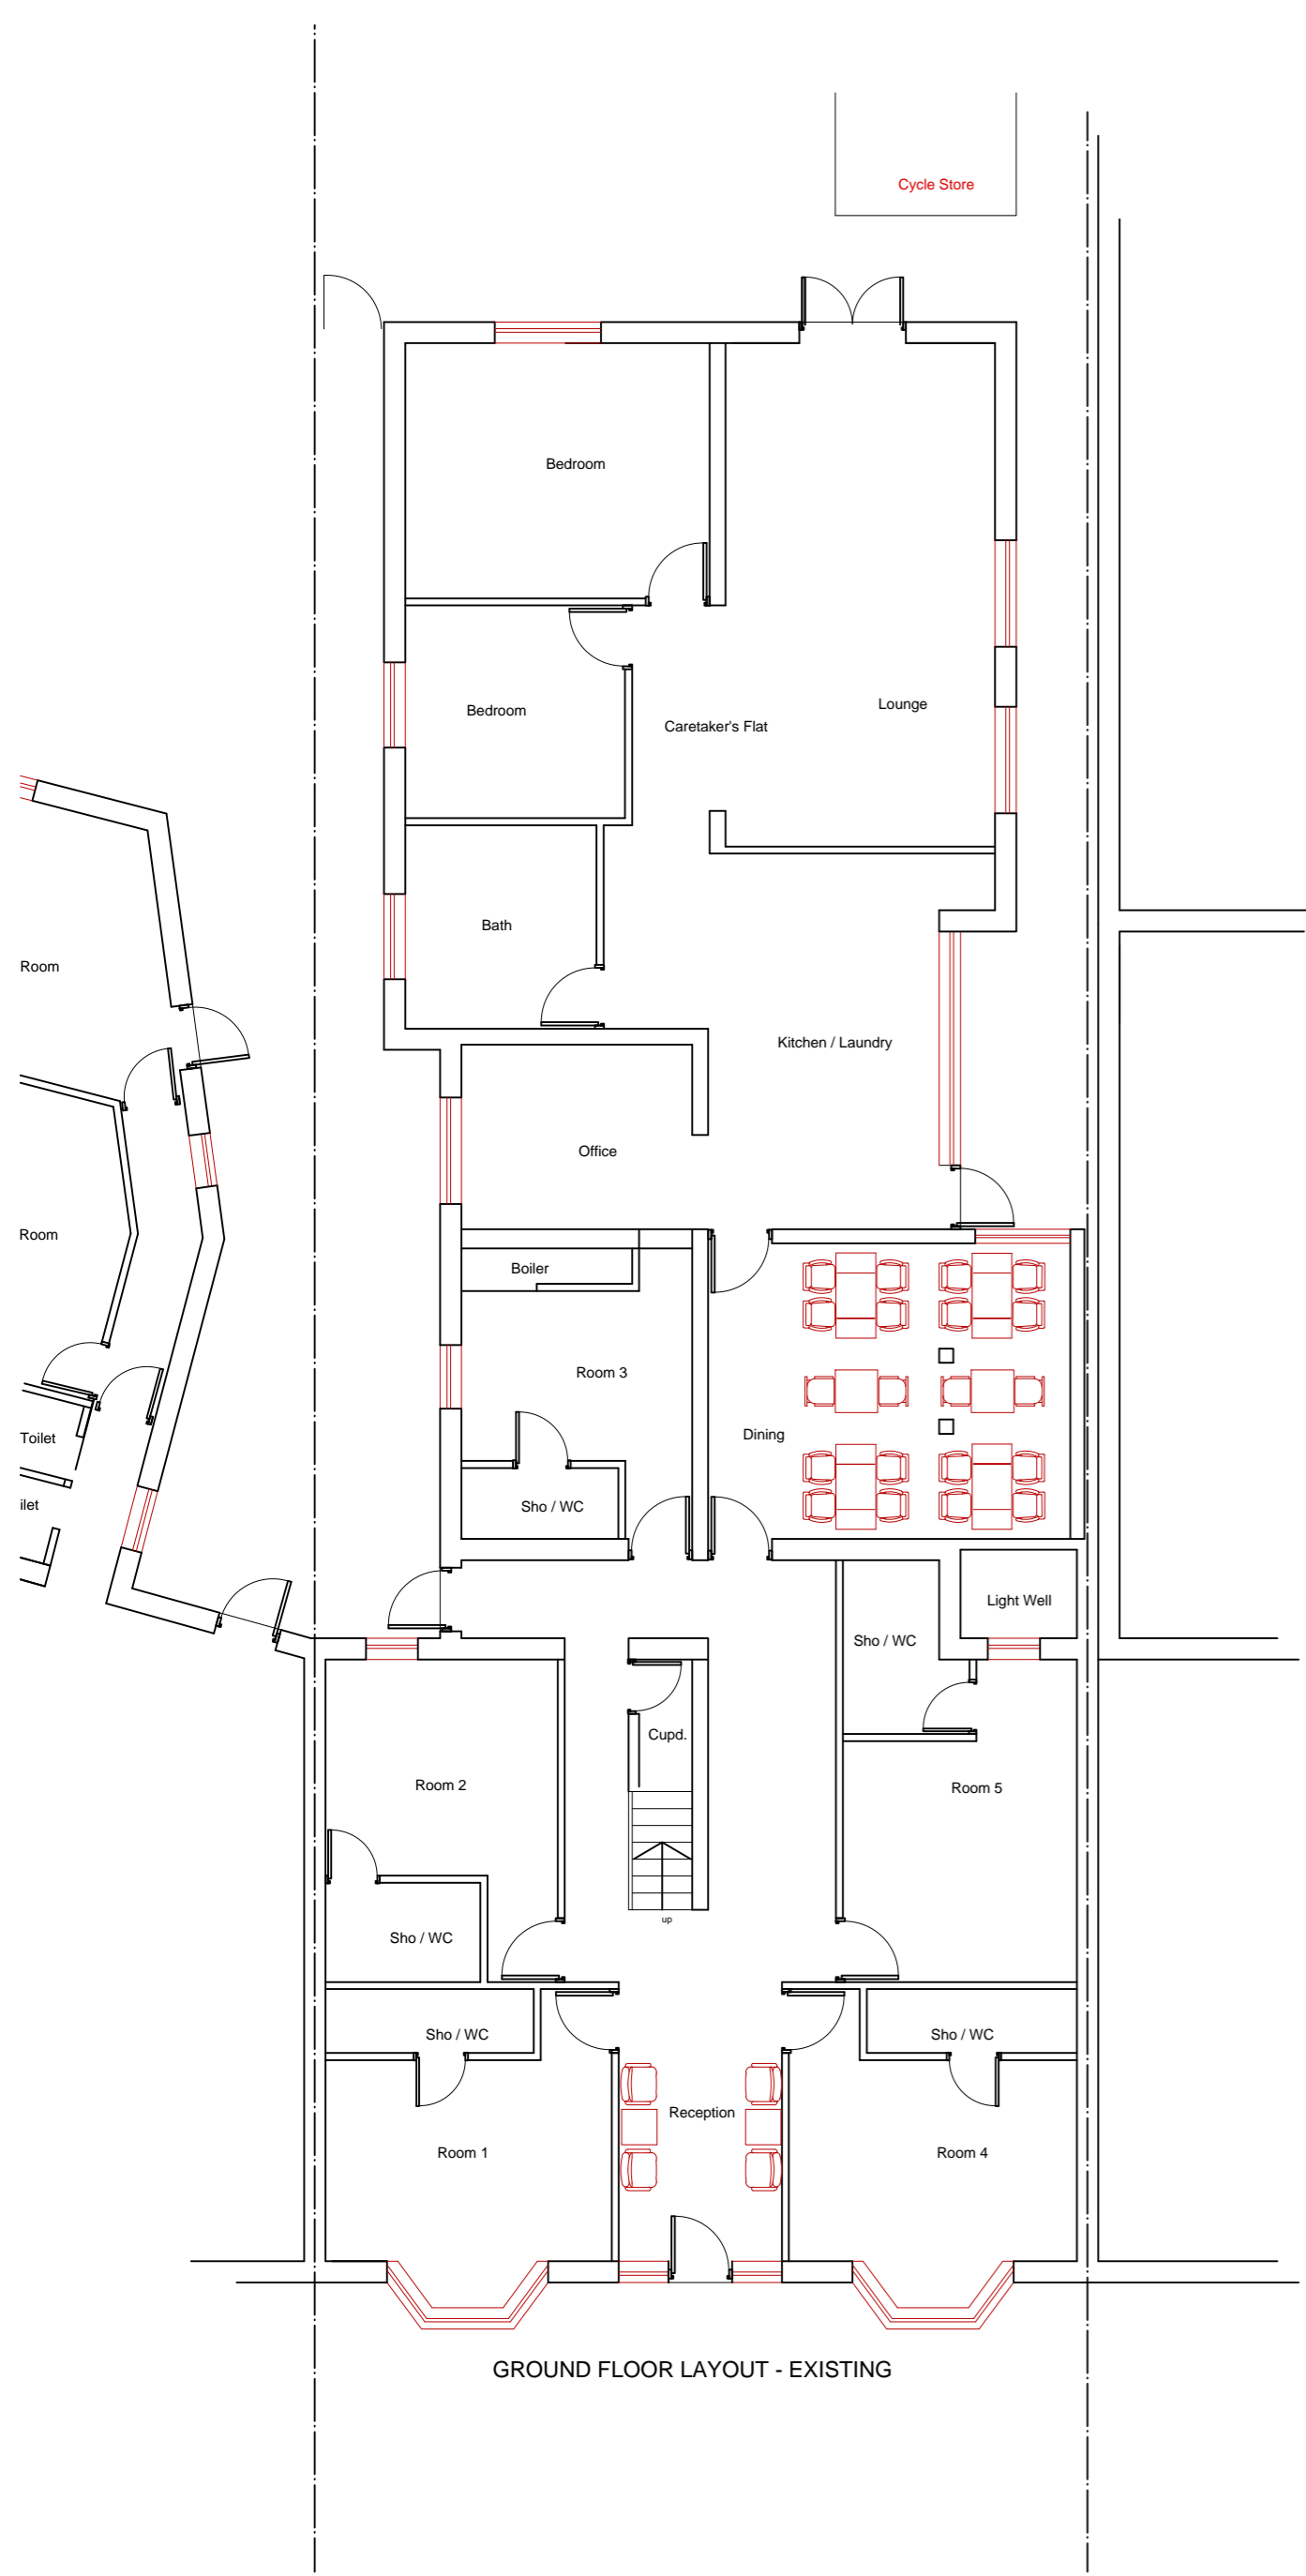 Cycle Store
Bedroom
Bedroom
Lounge
Caretaker's Flat
Bath
Room
Kitchen / Laundry
Office
Room
Boiler
Room 3
Dining
Toilet
ilet
Sho / WC
Light Well
Sho / WC
Cupd.
Room 2
Room 5
up
Sho / WC
Sho / WC
Sho / WC
Reception
Room 1
Room 4
GROUND FLOOR LAYOUT - EXISTING